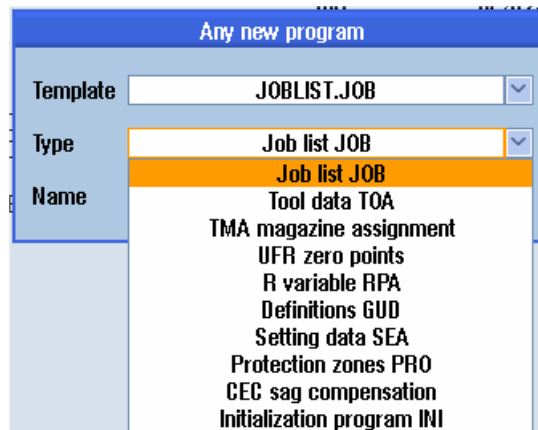 Any new program
Template JOBLIST.JOB
Type Job list JOB
Job list JOB
Name Tool data TOA
TMA magazine assignment
UFR zero points
R variable RPA
Definitions GUD
Setting data SEA
Protection zones PRO
CEC sag compensation
Initialization program INI